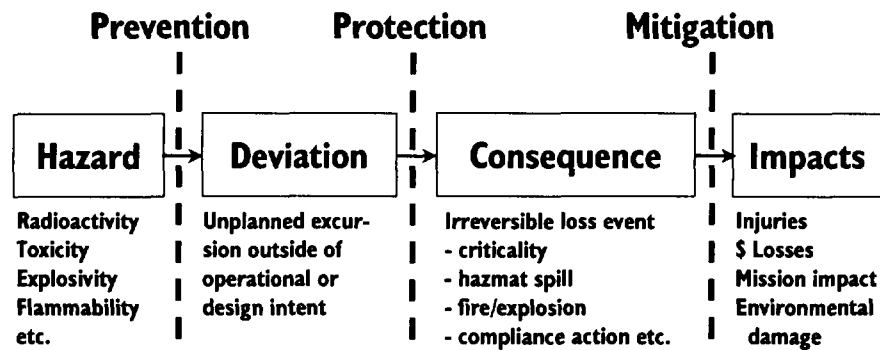 Prevention Protection Mitigation
Hazard Deviation Consequence Impacts
Radioactivity
Toxicity
Explosivity
Flammability
etc.
Unplanned excur-
sion outside of
operational or
design intent
Irreversible loss event
- criticality
- hazmat spill
- fire/explosion
- compliance action etc.
Injuries
$ Losses
Mission impact
Environmental
damage